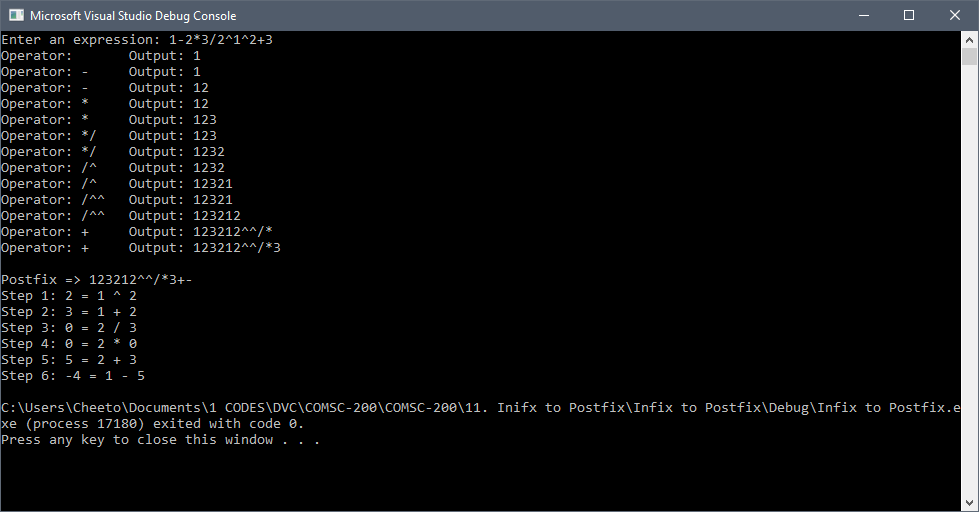 Microsoft Visual Studio Debug Console
Enter an expression: 1-2*3/2^1^2+3
Operator:       Output: 1
Operator: -     Output: 1
Operator: -     Output: 12
Operator: *     Output: 12
Operator: *     Output: 123
Operator: */    Output: 123
Operator: */    Output: 1232
Operator: /^    Output: 1232
Operator: /^    Output: 12321
Operator: /^^   Output: 12321
Operator: /^^   Output: 123212
Operator: +     Output: 123212^^/*
Operator: +     Output: 123212^^/*3
Postfix => 123212^^/*3+-
Step 1: 2 = 1 ^ 2
Step 2: 3 = 1 + 2
Step 3: 0 = 2 / 3
Step 4: 0 = 2 * 0
Step 5: 5 = 2 + 3
Step 6: -4 = 1 - 5
C:\Users\Cheeto\Documents\1 CODES\DVC\COMSC-200\COMSC-200\11. Inifx to Postfix\Infix to Postfix\Debug\Infix to Postfix.e
xe (process 17180) exited with code 0.
Press any key to close this window . . .